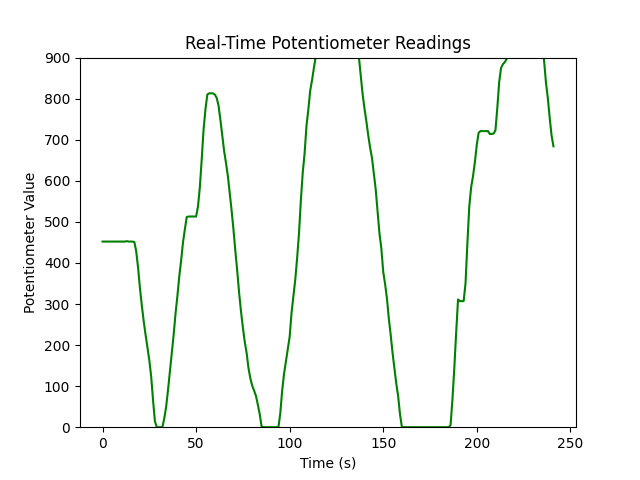 Real-Time Potentiometer Readings
900
800
700
600
500
400
300
200
100
0
Potentiometer Value
0 50 100 150 200 250
Time (s)